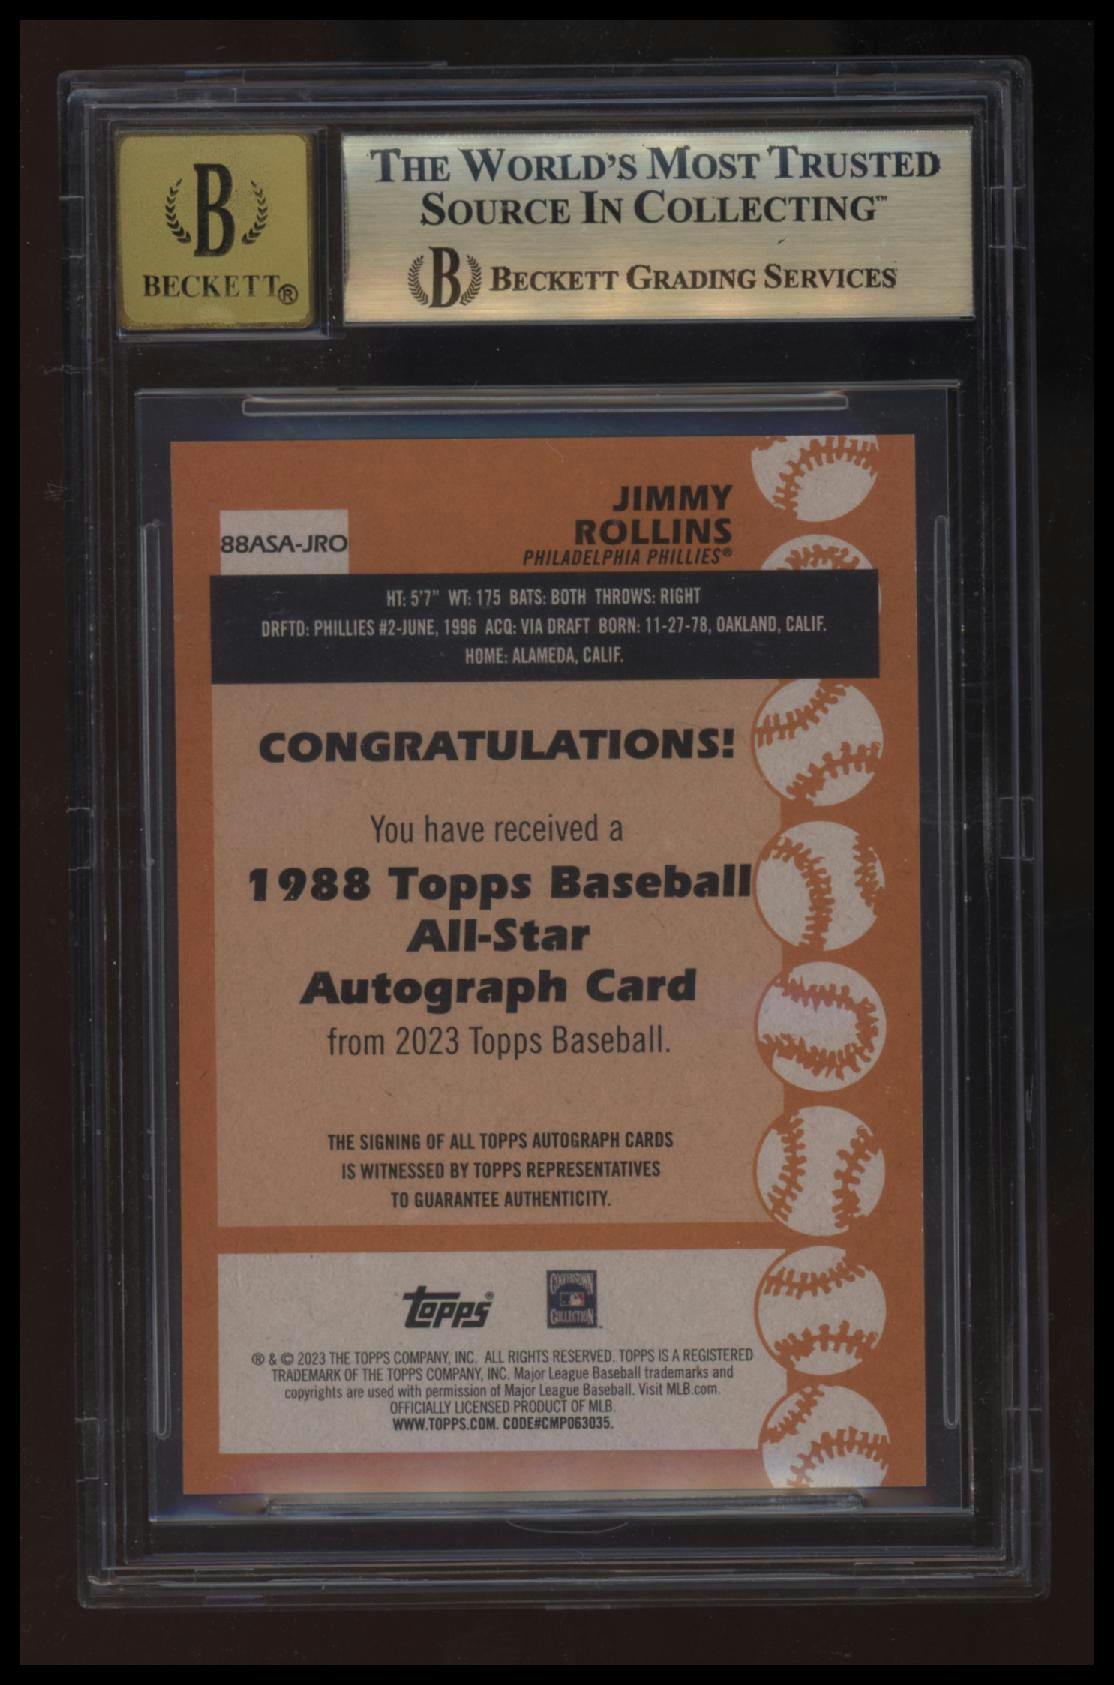 B
BECKETT®
THE WORLD'S MOST TRUSTED
SOURCE IN COLLECTING™
B BECKETT GRADING SERVICES
JIMMY
ROLLINS
PHILADELPHIA PHILLIES®
88ASA-JRO
HT: 5'7" WT: 175 BATS: BOTH THROWS: RIGHT
DRFTD: PHILLIES #2-JUNE, 1996 ACQ: VIA DRAFT BORN: 11-27-78, OAKLAND, CALIF.
HOME: ALAMEDA, CALIF.
CONGRATULATIONS!
You have received a
1988 Topps Baseball
All-Star
Autograph Card
from 2023 Topps Baseball.
THE SIGNING OF ALL TOPPS AUTOGRAPH CARDS
IS WITNESSED BY TOPPS REPRESENTATIVES
TO GUARANTEE AUTHENTICITY.
topps®
COOPERSTOWN
COLLECTION
® & © 2023 THE TOPPS COMPANY, INC. ALL RIGHTS RESERVED. TOPPS IS A REGISTERED
TRADEMARK OF THE TOPPS COMPANY, INC. Major League Baseball trademarks and
copyrights are used with permission of Major League Baseball. Visit MLB.com.
OFFICIALLY LICENSED PRODUCT OF MLB.
WWW.TOPPS.COM. CODE#CMP063035.